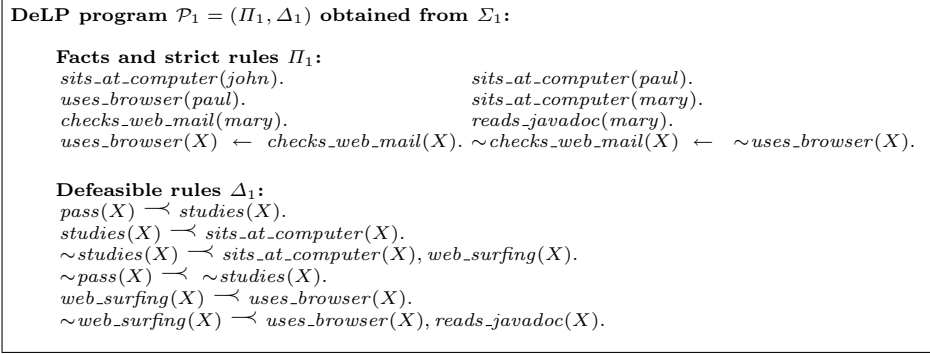 DeLP program 𝒫₁ = (Π₁, Δ₁) obtained from Σ₁:
Facts and strict rules Π₁:
sits_at_computer(john). sits_at_computer(paul).
uses_browser(paul). sits_at_computer(mary).
checks_web_mail(mary). reads_javadoc(mary).
uses_browser(X) ← checks_web_mail(X). ∼checks_web_mail(X) ← ∼uses_browser(X).
Defeasible rules Δ₁:
pass(X) ⤙ studies(X).
studies(X) ⤙ sits_at_computer(X).
∼studies(X) ⤙ sits_at_computer(X), web_surfing(X).
∼pass(X) ⤙ ∼studies(X).
web_surfing(X) ⤙ uses_browser(X).
∼web_surfing(X) ⤙ uses_browser(X), reads_javadoc(X).